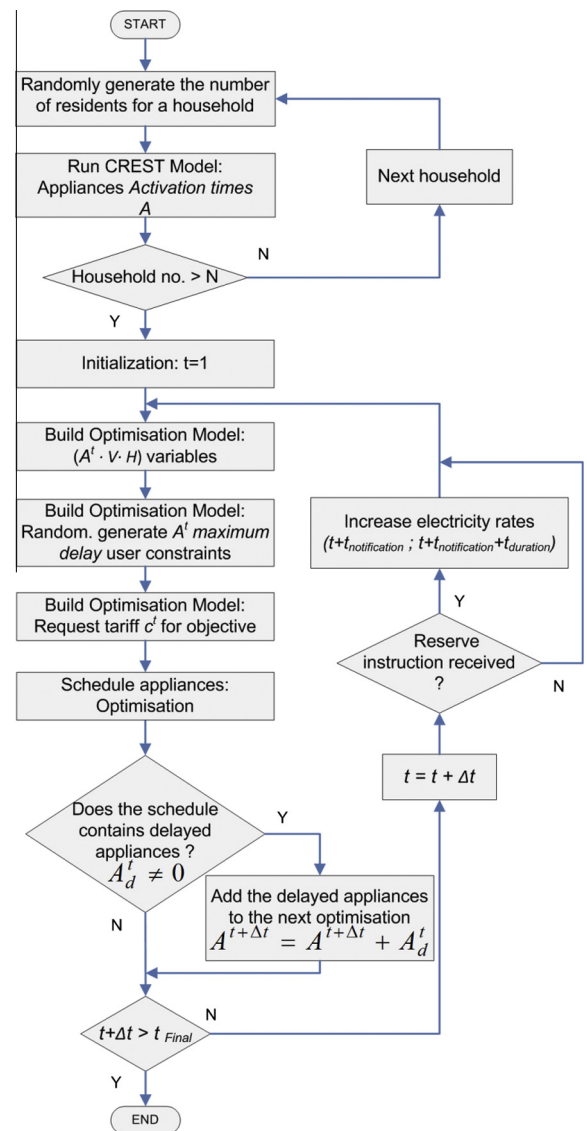 START
Randomly generate the number
of residents for a household
Run CREST Model:
Appliances Activation times
A
Next household
Household no. > N
N
Y
Initialization: t=1
Build Optimisation Model:
(A^t · V· H) variables
Build Optimisation Model:
Random. generate A^t maximum
delay user constraints
Build Optimisation Model:
Request tariff c^t for objective
Schedule appliances:
Optimisation
Increase electricity rates
(t+t_notification ; t+t_notification+t_duration)
Y
Reserve
instruction received
?
N
t = t + Δt
Does the schedule
contains delayed
appliances ?
A_d^t ≠ 0
Y
N
Add the delayed appliances
to the next optimisation
A^{t+Δt} = A^{t+Δt} + A_d^t
t+Δt > t_Final
N
Y
END